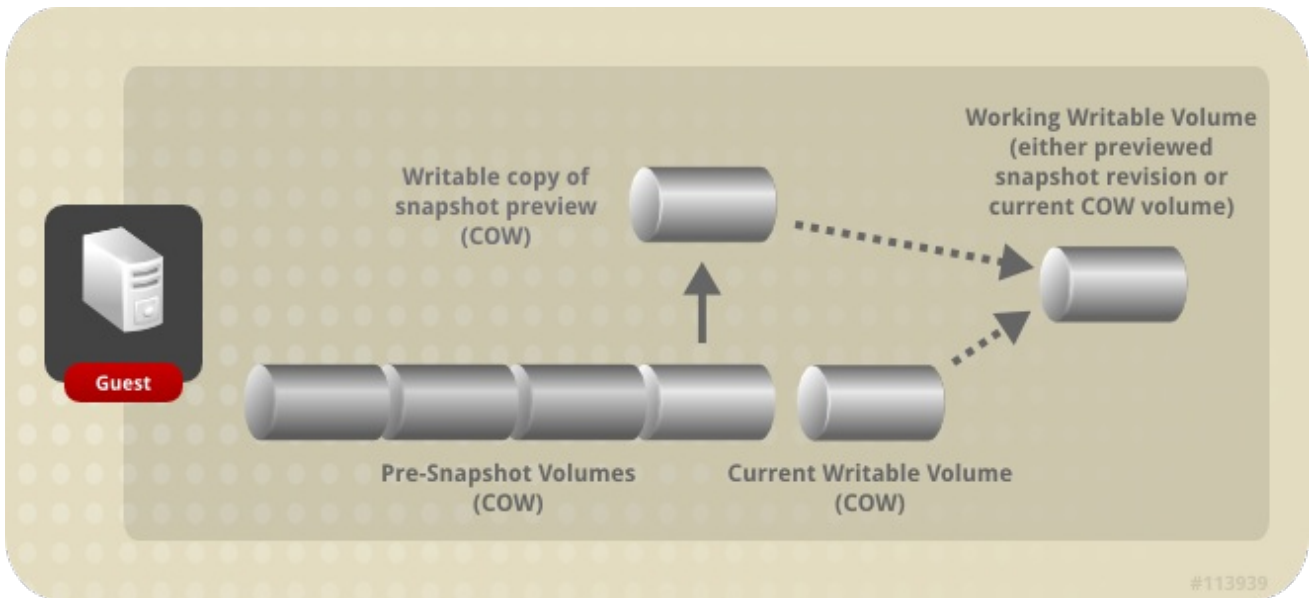 Working Writable Volume
(either previewed
snapshot revision or
current COW volume)
Writable copy of
snapshot preview
(COW)
Guest
Pre-Snapshot Volumes
(COW)
Current Writable Volume
(COW)
#113939